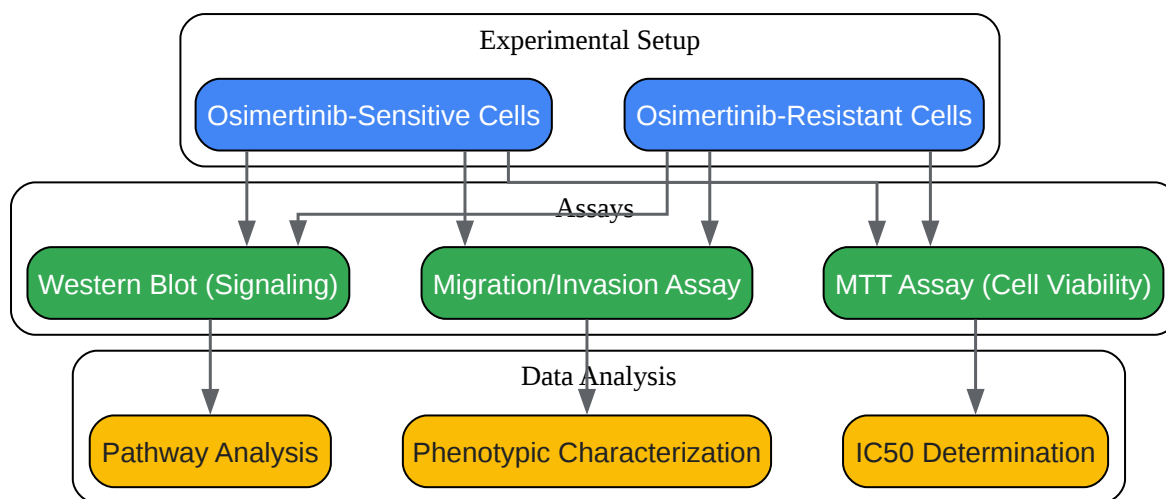 Experimental Setup
Osimertinib-Sensitive Cells
Osimertinib-Resistant Cells
Assays
Western Blot (Signaling)
Migration/Invasion Assay
MTT Assay (Cell Viability)
Data Analysis
Pathway Analysis
Phenotypic Characterization
IC50 Determination